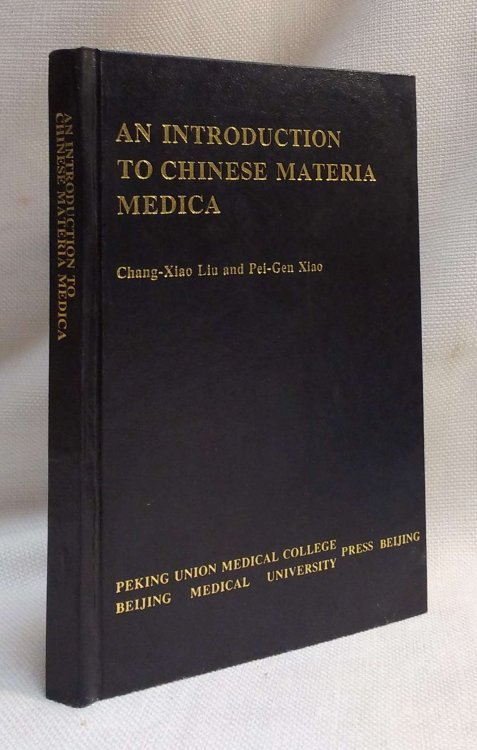 AN INTRODUCTION TO
CHINESE MATERIA MEDICA
AN INTRODUCTION
TO CHINESE MATERIA
MEDICA
Chang-Xiao Liu and Pei-Gen Xiao
PEKING UNION MEDICAL COLLEGE
BEIJING MEDICAL UNIVERSITY
PRESS BEIJING